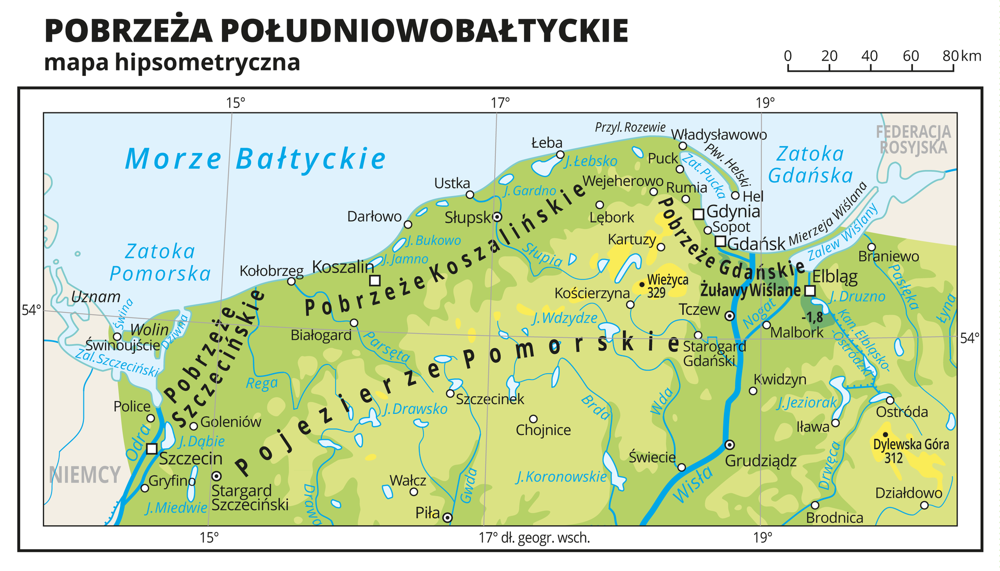 POBRZEŻA POŁUDNIOWOBAŁTYCKIE
mapa hipsometryczna
0 20 40 60 80 km
15° 17° 19°
Morze Bałtyckie
Zatoka
Pomorska
Zatoka
Gdańska
FEDERACJA
ROSYJSKA
Przyl. Rozewie
Władysławowo
Łeba
J. Łebsko
Puck
Zat. Pucka
Płw. Helski
Hel
Ustka
J. Gardno
Wejeherowo
Rumia
Gdynia
Sopot
Gdańsk
Mierzeja Wiślana
Zalew Wiślany
Darłowo
Słupsk
Lębork
Kartuzy
Braniewo
J. Bukowo
J. Jamno
Słupia
Kołobrzeg
Koszalin
Pobrzeże Koszalińskie
Pobrzeże Gdańskie
Żuławy Wiślane
Elbląg
J. Druzno
-1,8
Pasłęka
Łyna
Wieżyca
329
Kościerzyna
Tczew
Nogat
Malbork
Kan. Elbląsko-
-Ostródzki
54°
54°
Uznam
Świna
Wolin
Dziwna
Świnoujście
Zal. Szczeciński
Pobrzeże
Szczecińskie
Białogard
Parsęta
Rega
J. Wdzydze
Starogard
Gdański
Pojezierze Pomorskie
Kwidzyn
J. Jeziorak
Ostróda
Iława
Police
Goleniów
Odra
J. Dąbie
Szczecin
Szczecinek
J. Drawsko
Chojnice
Brda
Wda
Dylewska Góra
312
NIEMCY
Gryfino
Stargard
Szczeciński
J. Miedwie
Drawa
Wałcz
Piła
Gwda
J. Koronowskie
Świecie
Grudziądz
Wisła
Drwęca
Działdowo
Brodnica
15° 17° dł. geogr. wsch. 19°